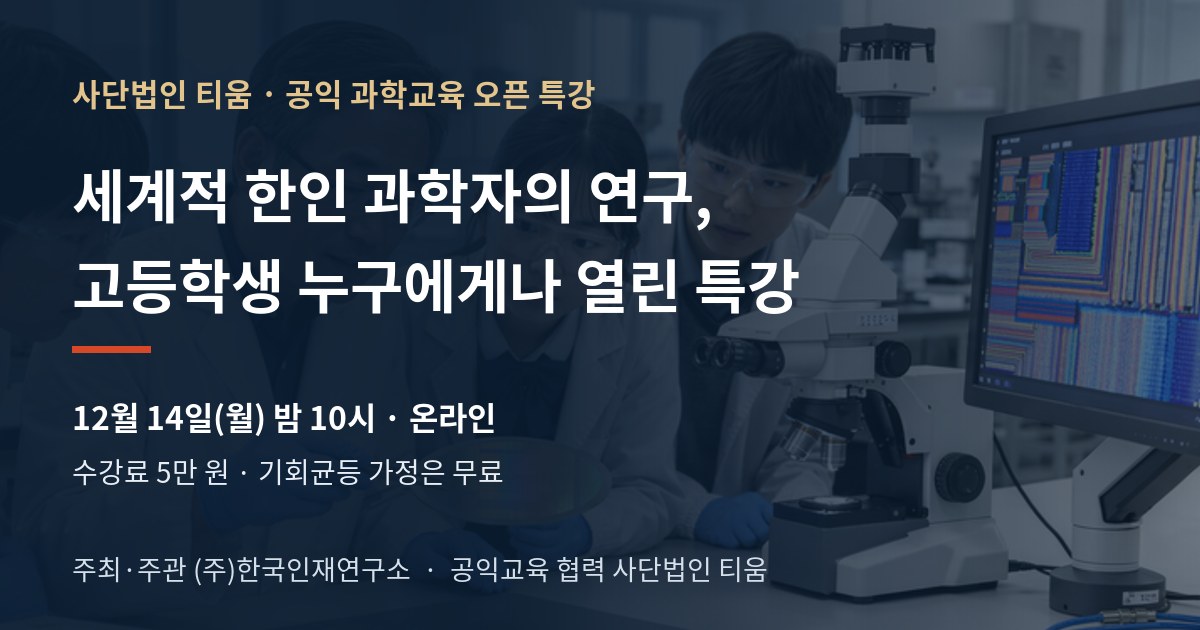 사단법인 티움 · 공익 과학교육 오픈 특강
세계적 한인 과학자의 연구,
고등학생 누구에게나 열린 특강
12월 14일(월) 밤 10시 · 온라인
수강료 5만 원 · 기회균등 가정은 무료
주최·주관 (주)한국인재연구소 · 공익교육 협력 사단법인 티움